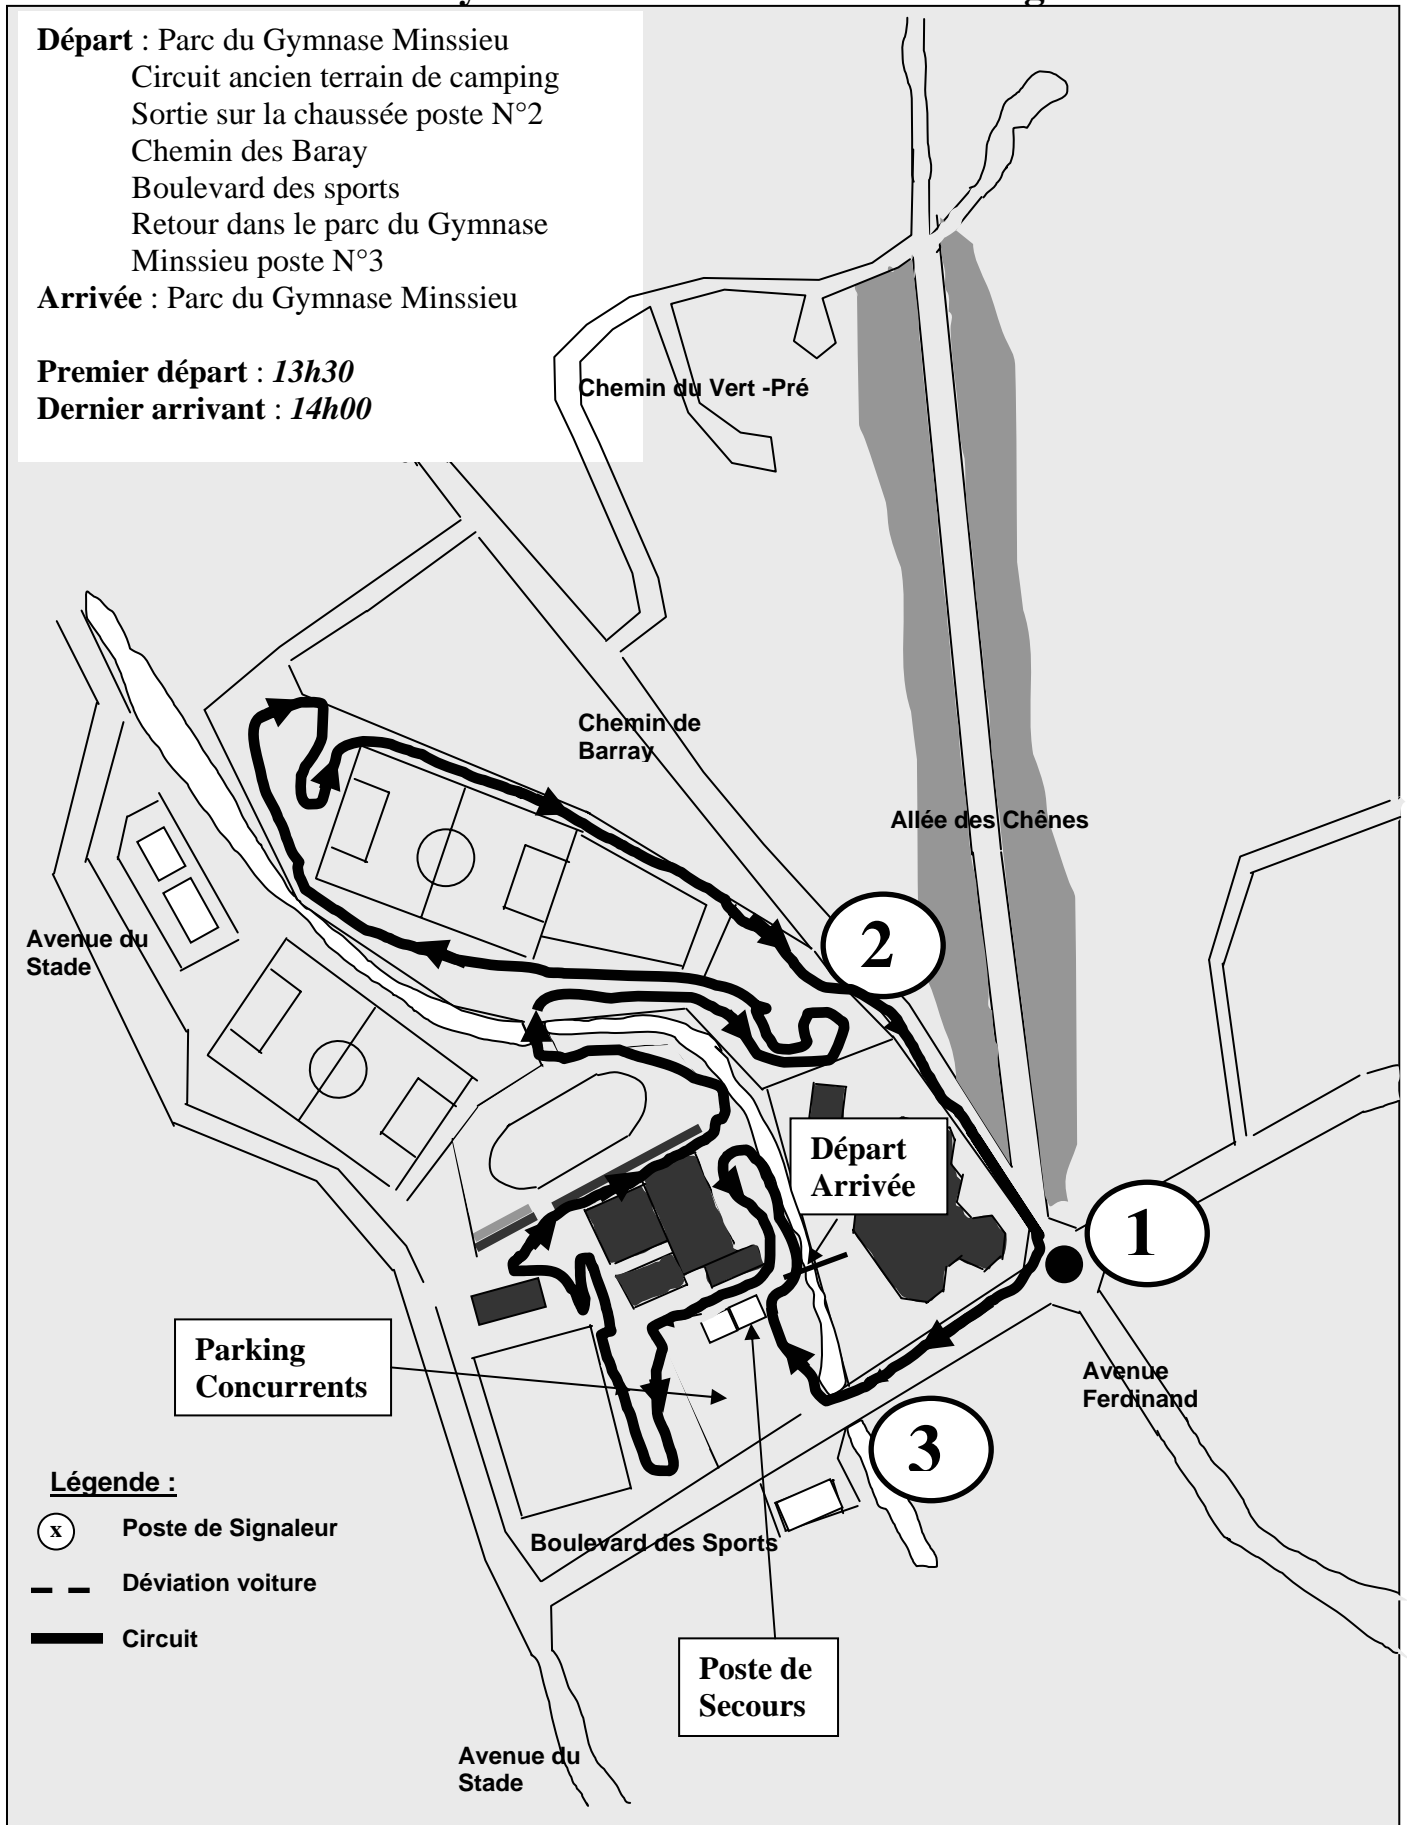 Départ : Parc du Gymnase Minssieu
Circuit ancien terrain de camping
Sortie sur la chaussée poste N°2
Chemin des Baray
Boulevard des sports
Retour dans le parc du Gymnase
Minssieu poste N°3
Arrivée : Parc du Gymnase Minssieu
Premier départ : 13h30
Dernier arrivant : 14h00
Chemin du Vert -Pré
Chemin de
Barray
Allée des Chênes
2
Avenue du
Stade
Départ
Arrivée
1
Parking
Concurrents
Avenue
Ferdinand
3
Légende :
x Poste de Signaleur
Déviation voiture
Circuit
Boulevard des Sports
Poste de
Secours
Avenue du
Stade